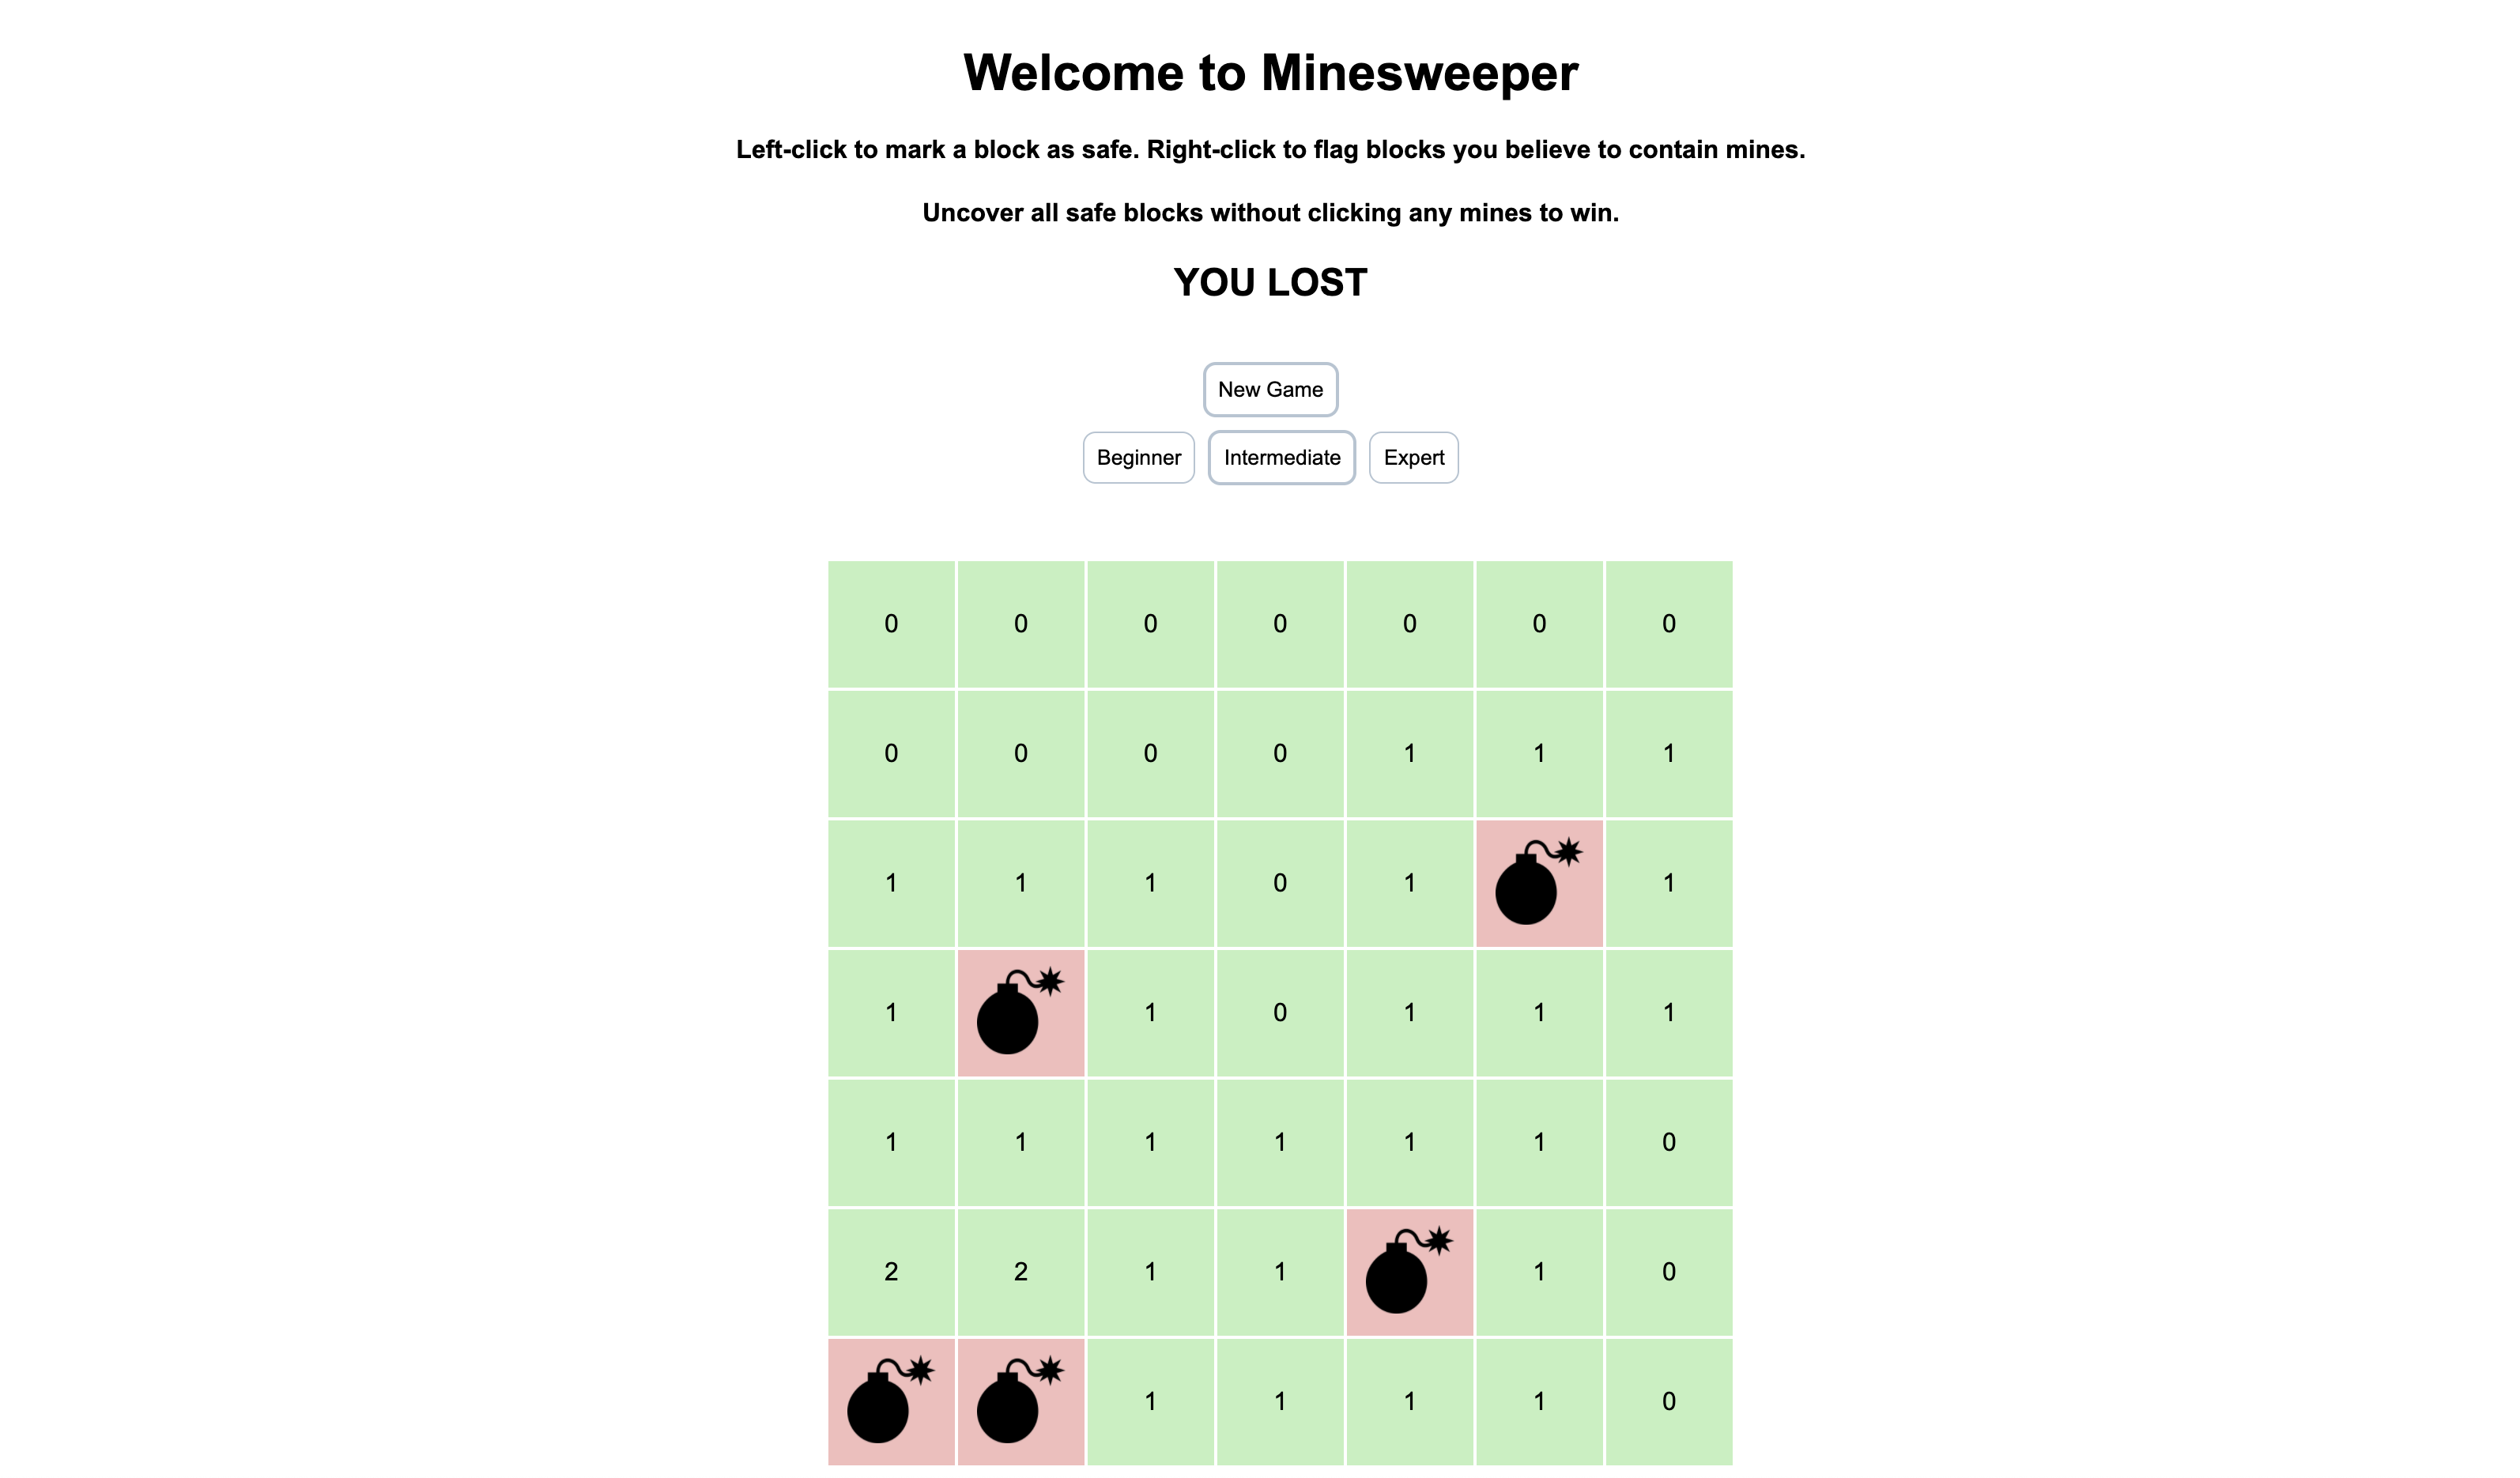 Welcome to Minesweeper
Left-click to mark a block as safe. Right-click to flag blocks you believe to contain mines.
Uncover all safe blocks without clicking any mines to win.
YOU LOST
New Game
Beginner Intermediate Expert
0 0 0 0 0 0 0
0 0 0 0 1 1 1
1 1 1 0 1 1
1 1 0 1 1 1
1 1 1 1 1 1 0
2 2 1 1 1 0
1 1 1 1 0